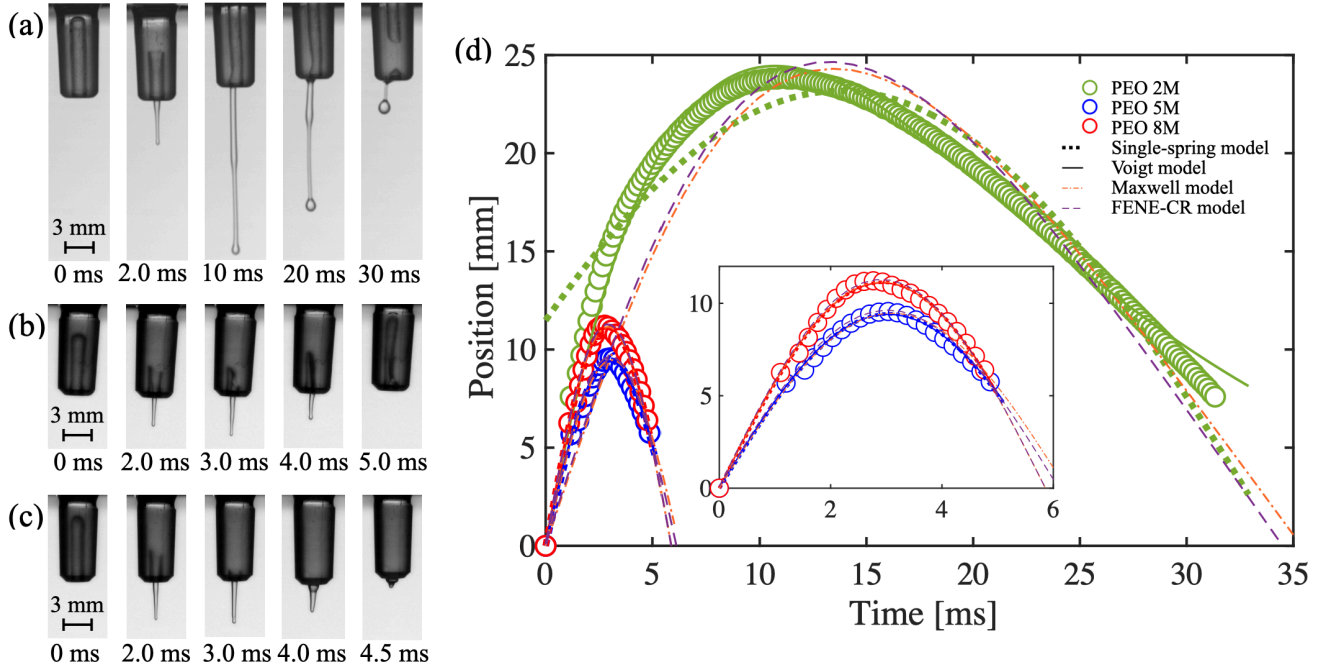 (a)
3 mm
0 ms 2.0 ms 10 ms 20 ms 30 ms
(b)
3 mm
0 ms 2.0 ms 3.0 ms 4.0 ms 5.0 ms
(c)
3 mm
0 ms 2.0 ms 3.0 ms 4.0 ms 4.5 ms
(d)
Position [mm]
25
20
15
10
5
0
PEO 2M
PEO 5M
PEO 8M
Single-spring model
Voigt model
Maxwell model
FENE-CR model
10
5
0
0 2 4 6
0 5 10 15 20 25 30 35
Time [ms]